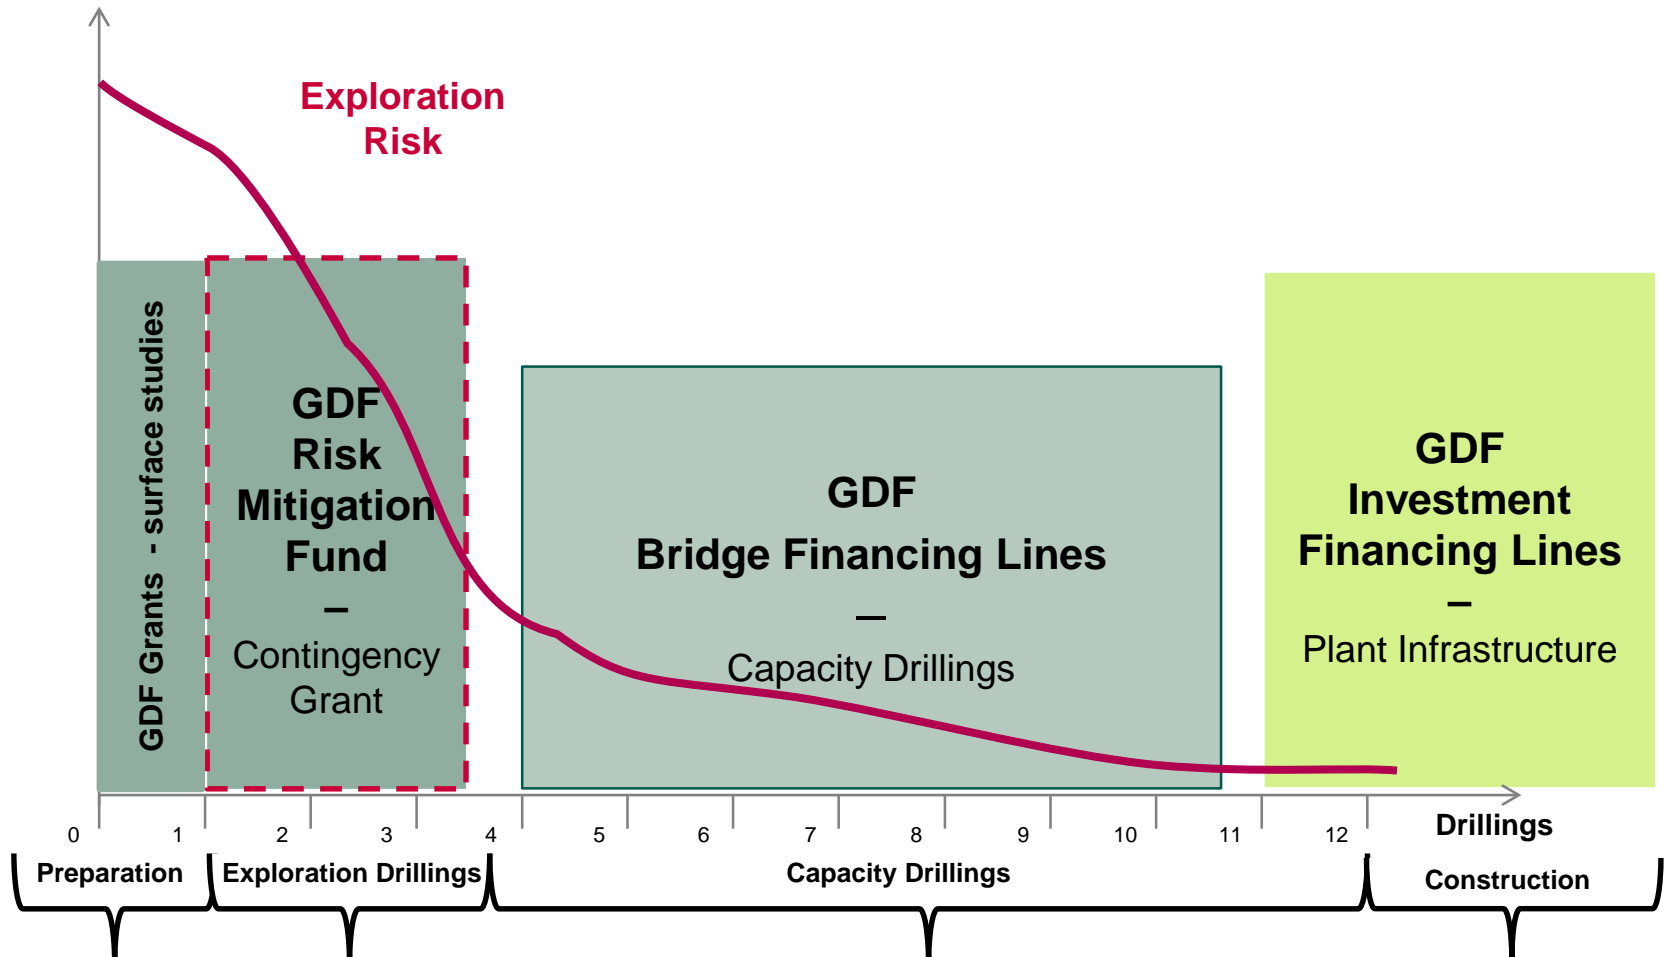 Exploration
Risk
GDF Grants - surface studies
GDF
Risk
Mitigation
Fund
–
Contingency
Grant
GDF
Bridge Financing Lines
–
Capacity Drillings
GDF
Investment
Financing Lines
–
Plant Infrastructure
0 1 2 3 4 5 6 7 8 9 10 11 12 Drillings
Preparation Exploration Drillings Capacity Drillings Construction